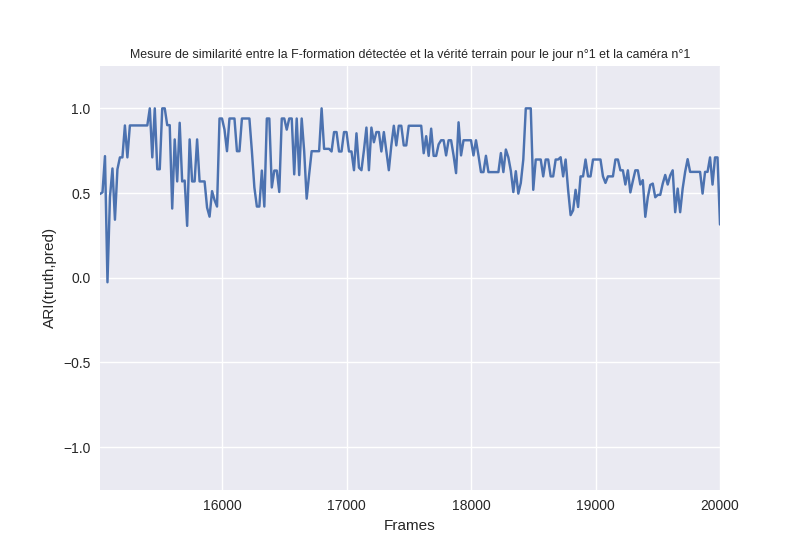 Mesure de similarité entre la F-formation détectée et la vérité terrain pour le jour n°1 et la caméra n°1
1.0
0.5
0.0
−0.5
−1.0
ARI(truth,pred)
16000 17000 18000 19000 20000
Frames